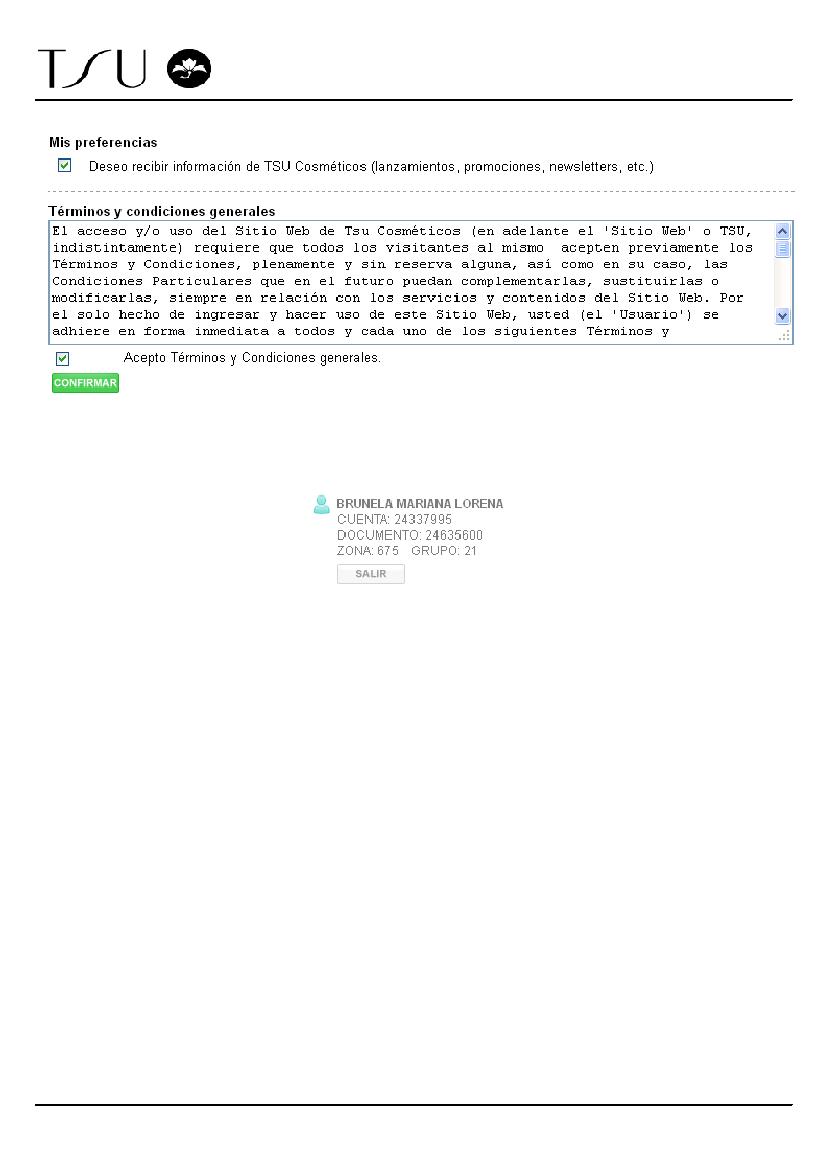 TSU
Mis preferencias
Deseo recibir información de TSU Cosméticos (lanzamientos, promociones, newsletters, etc.)
Términos y condiciones generales
El acceso y/o uso del Sitio Web de Tsu Cosméticos (en adelante el 'Sitio Web' o TSU,
indistintamente) requiere que todos los visitantes al mismo  acepten previamente los
Términos y Condiciones, plenamente y sin reserva alguna, así como en su caso, las
Condiciones Particulares que en el futuro puedan complementarlas, sustituirlas o
modificarlas, siempre en relación con los servicios y contenidos del Sitio Web. Por
el solo hecho de ingresar y hacer uso de este Sitio Web, usted (el 'Usuario') se
adhiere en forma inmediata a todos y cada uno de los siguientes Términos y
Acepto Términos y Condiciones generales.
CONFIRMAR
BRUNELA MARIANA LORENA
CUENTA: 24337995
DOCUMENTO: 24635600
ZONA: 675 GRUPO: 21
SALIR